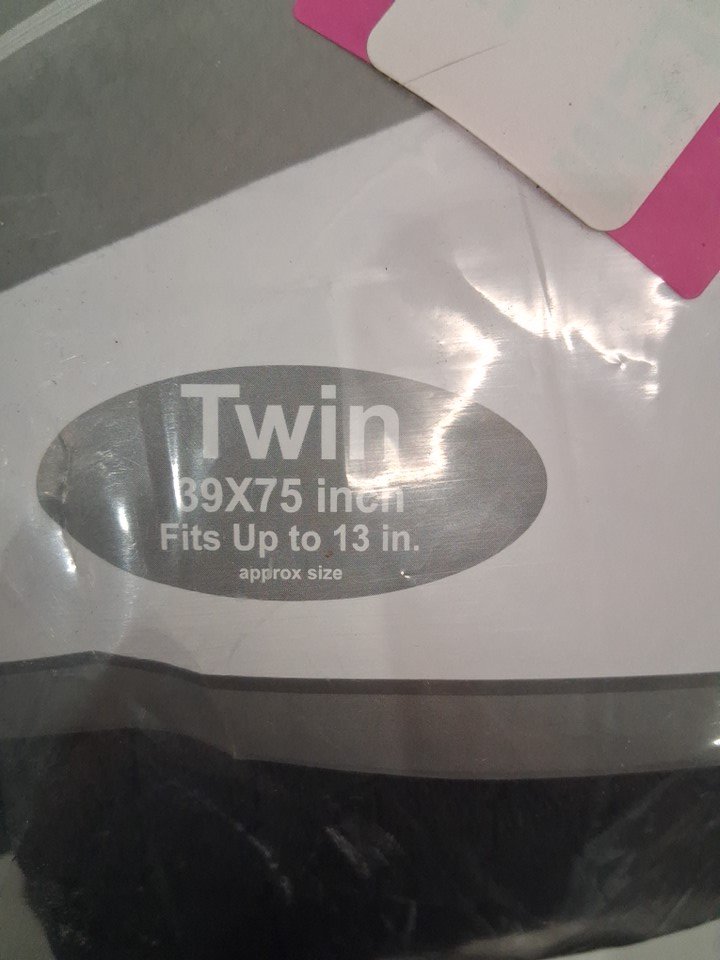 Twin
39X75 inch
Fits Up to 13 in.
approx size